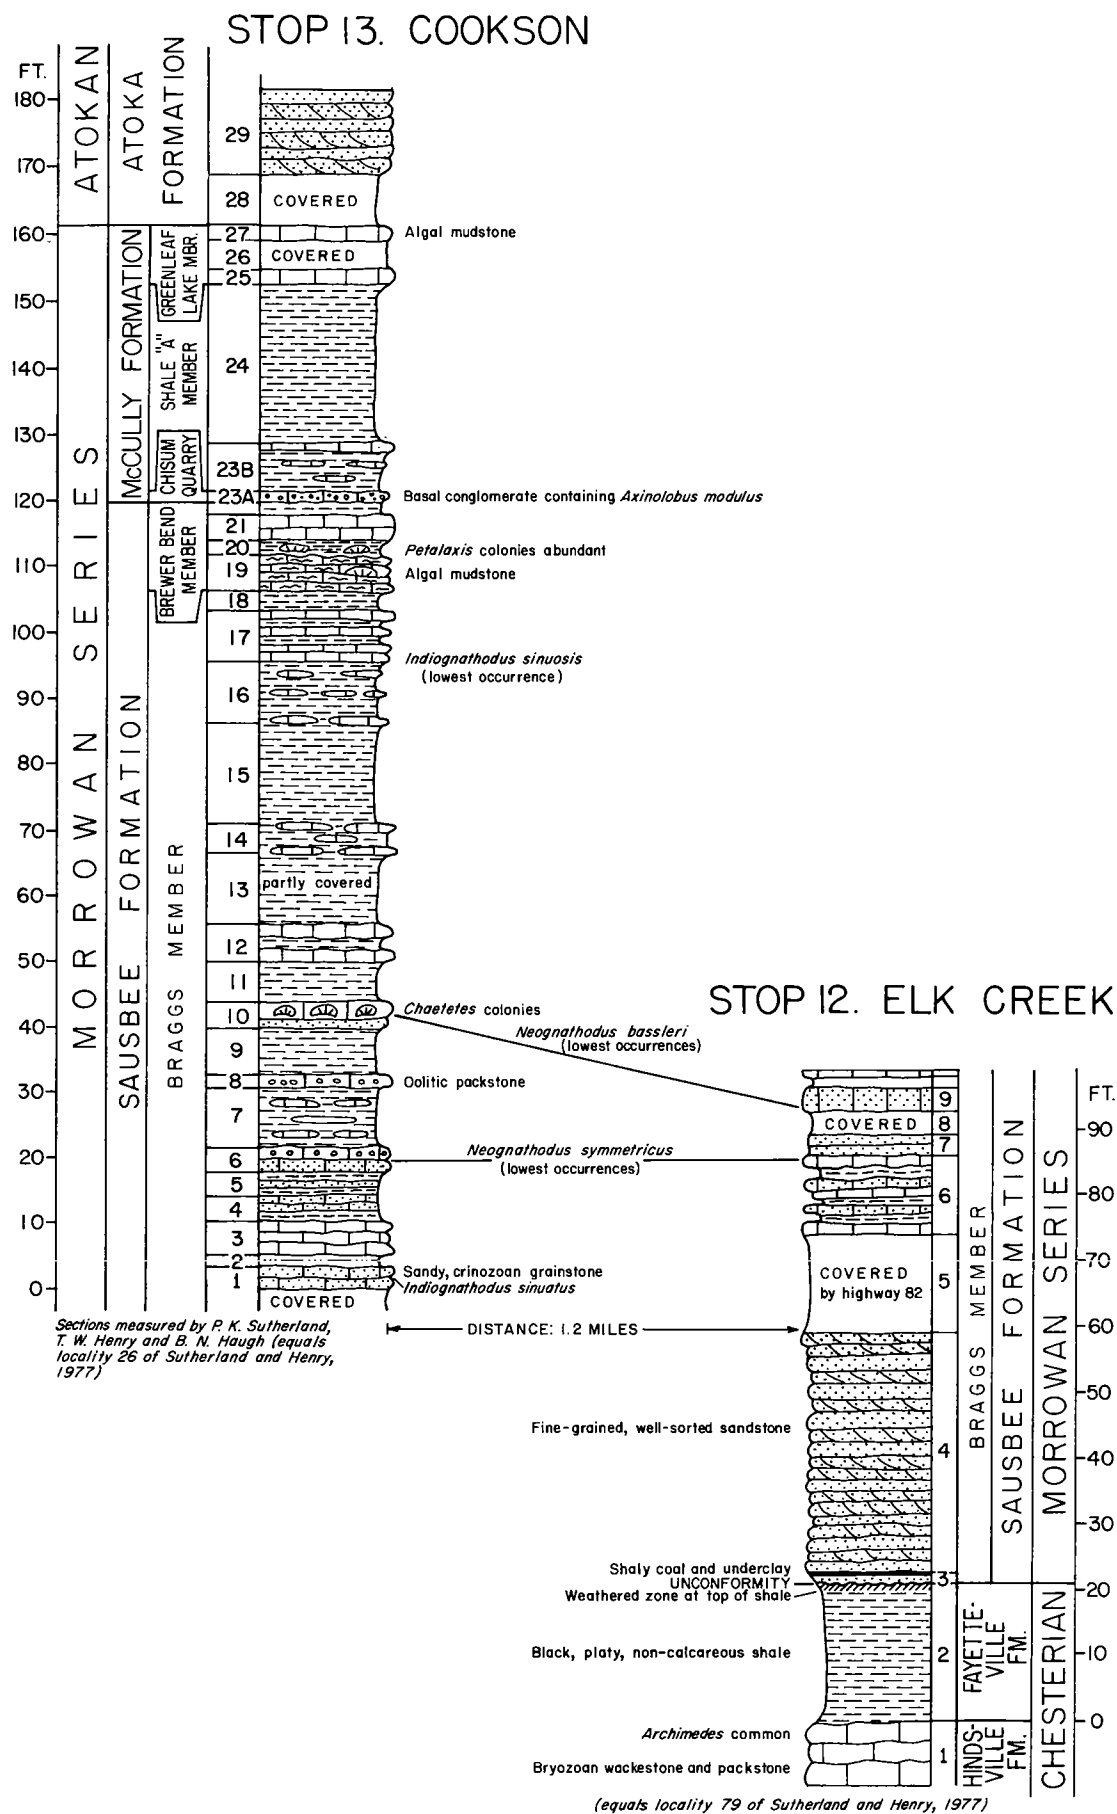 STOP 13. COOKSON
FT.
180
170
160
150
140
130
120
110
100
90
80
70
60
50
40
30
20
10
0
ATOKAN
MORROWAN SERIES
ATOKA
FORMATION
McCULLY FORMATION
SAUSBEE FORMATION
GREENLEAF
LAKE MBR.
SHALE "A"
MEMBER
CHISUM
QUARRY
BREWER BEND
MEMBER
BRAGGS MEMBER
29
28
27
26
25
24
23B
23A
21
20
19
18
17
16
15
14
13
12
11
10
9
8
7
6
5
4
3
2
1
COVERED
COVERED
partly covered
COVERED
Algal mudstone
Basal conglomerate containing Axinolobus modulus
Petalaxis colonies abundant
Algal mudstone
Indiognathodus sinuosis
(lowest occurrence)
Chaetetes colonies
Oolitic packstone
Sandy, crinozoan grainstone
Indiognathodus sinuatus
Neognathodus bassleri
(lowest occurrences)
Neognathodus symmetricus
(lowest occurrences)
DISTANCE: 1.2 MILES
Sections measured by P. K. Sutherland,
T. W. Henry and B. N. Haugh (equals
locality 26 of Sutherland and Henry,
1977)
STOP 12. ELK CREEK
FT.
90
80
70
60
50
40
30
20
10
0
9
8
7
6
5
4
3
2
1
COVERED
COVERED
by highway 82
BRAGGS MEMBER
SAUSBEE FORMATION
MORROWAN SERIES
FAYETTE-
VILLE
FM.
HINDS-
VILLE
FM.
CHESTERIAN
Fine-grained, well-sorted sandstone
Shaly coal and underclay
UNCONFORMITY
Weathered zone at top of shale
Black, platy, non-calcareous shale
Archimedes common
Bryozoan wackestone and packstone
(equals locality 79 of Sutherland and Henry, 1977)